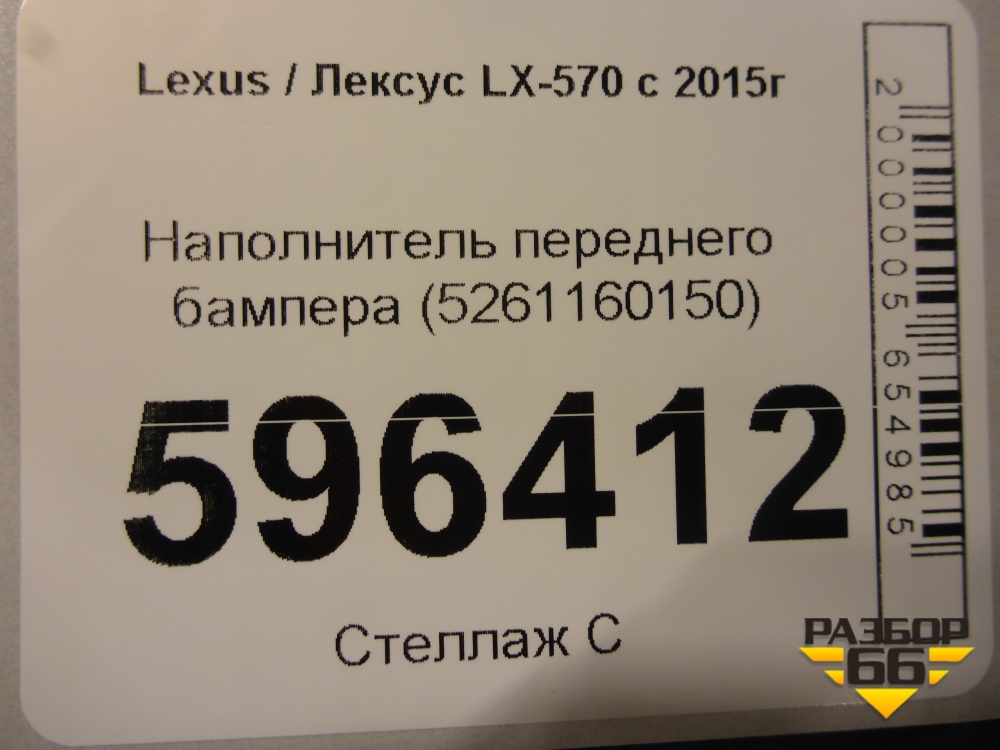 Lexus / Лексус LX-570 с 2015г
Наполнитель переднего
бампера (5261160150)
596412
Стеллаж С
2000005654985
РАЗБОР
66